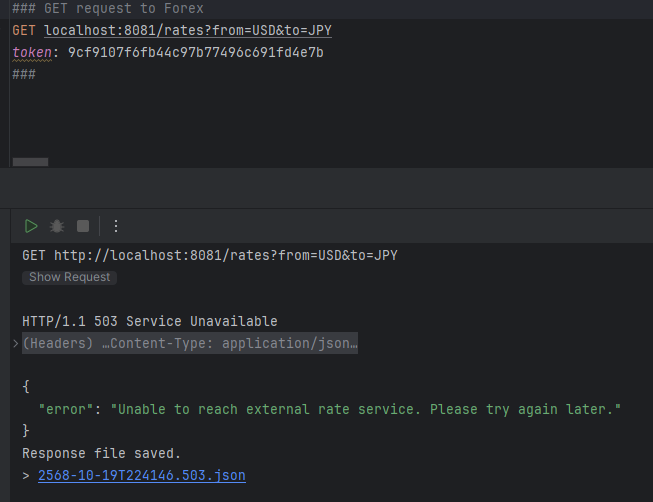 ### GET request to Forex
GET localhost:8081/rates?from=USD&to=JPY
token: 9cf9107f6fb44c97b77496c691fd4e7b
###
GET http://localhost:8081/rates?from=USD&to=JPY
Show Request
HTTP/1.1 503 Service Unavailable
(Headers) …Content-Type: application/json…
{
"error": "Unable to reach external rate service. Please try again later."
}
Response file saved.
> 2568-10-19T224146.503.json